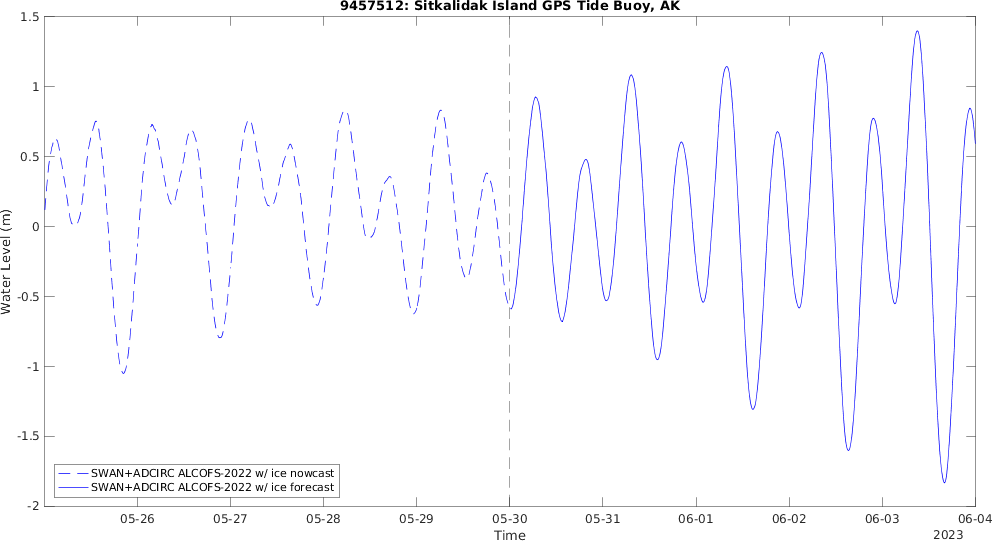 9457512: Sitkalidak Island GPS Tide Buoy, AK
1.5
1
0.5
0
-0.5
-1
-1.5
-2
Water Level (m)
SWAN+ADCIRC ALCOFS-2022 w/ ice nowcast
SWAN+ADCIRC ALCOFS-2022 w/ ice forecast
05-26 05-27 05-28 05-29 05-30 05-31 06-01 06-02 06-03 06-04
Time
2023